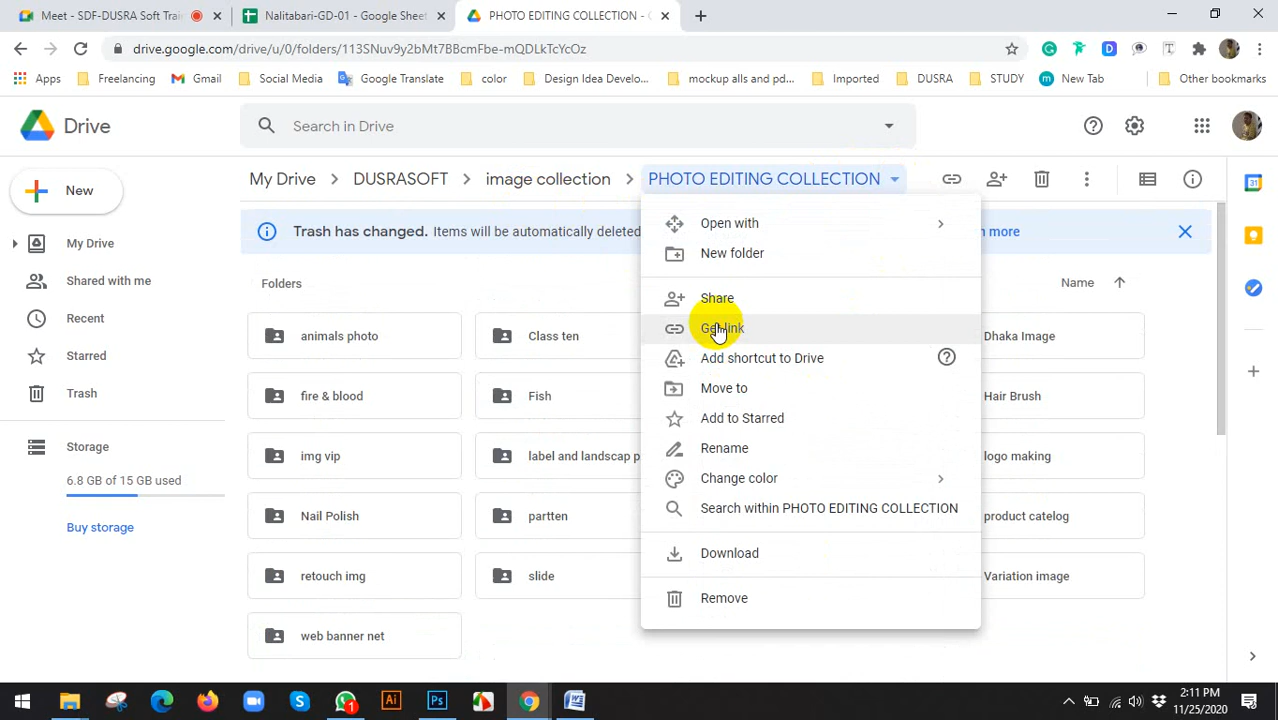 Meet - SDF-DUSRA Soft Trai
Nalitabari-GD-01 - Google Sheet
PHOTO EDITING COLLECTION - G
drive.google.com/drive/u/0/folders/113SNuv9y2bMt7BBcmFbe-mQDLkTcYcOz
Apps
Freelancing
Gmail
Social Media
Google Translate
color
Design Idea Develo...
mockup alls and pd...
Imported
DUSRA
STUDY
New Tab
Other bookmarks
Drive
Search in Drive
New
My Drive
DUSRASOFT
image collection
PHOTO EDITING COLLECTION
Trash has changed. Items will be automatically deleted
n more
My Drive
Shared with me
Recent
Starred
Trash
Storage
6.8 GB of 15 GB used
Buy storage
Folders
Name
animals photo
Class ten
Dhaka Image
fire & blood
Fish
Hair Brush
img vip
label and landscap p
logo making
Nail Polish
partten
product catelog
retouch img
slide
Variation image
web banner net
Open with
New folder
Share
Get link
Add shortcut to Drive
Move to
Add to Starred
Rename
Change color
Search within PHOTO EDITING COLLECTION
Download
Remove
31
Ai
Ps
1
2:11 PM
11/25/2020